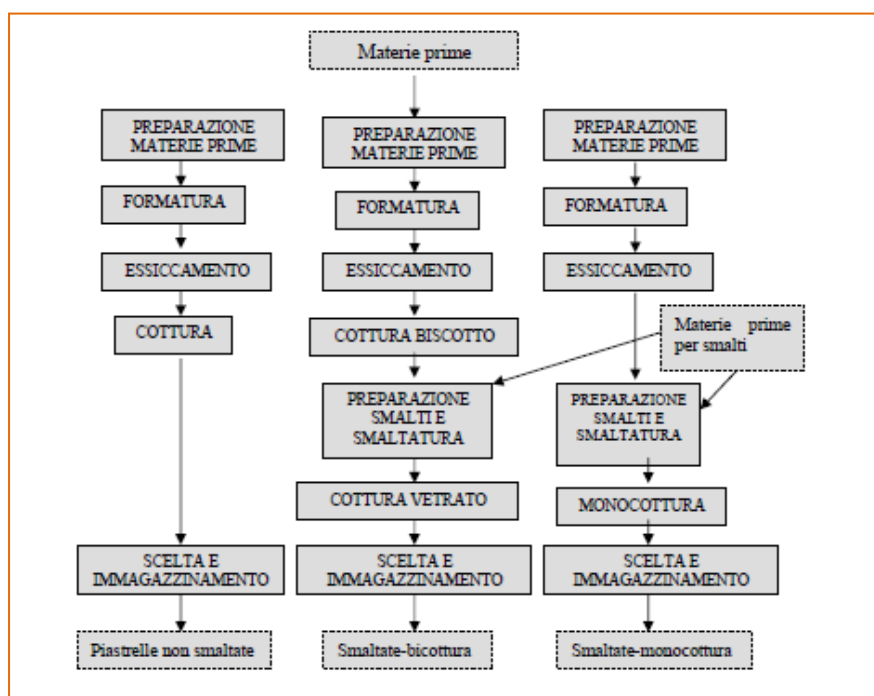 Materie prime
PREPARAZIONE
MATERIE PRIME
FORMATURA
ESSICCAMENTO
COTTURA
SCELTA E
IMMAGAZZINAMENTO
Piastrelle non smaltate
PREPARAZIONE
MATERIE PRIME
FORMATURA
ESSICCAMENTO
COTTURA BISCOTTO
PREPARAZIONE
SMALTI E
SMALTATURA
COTTURA VETRATO
SCELTA E
IMMAGAZZINAMENTO
Smaltate-bicottura
PREPARAZIONE
MATERIE PRIME
FORMATURA
ESSICCAMENTO
Materie prime
per smalti
PREPARAZIONE
SMALTI E
SMALTATURA
MONOCOTTURA
SCELTA E
IMMAGAZZINAMENTO
Smaltate-monocottura